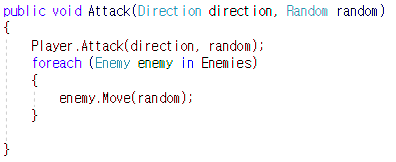 public void Attack(Direction direction, Random random)
{
Player.Attack(direction, random);
foreach (Enemy enemy in Enemies)
{
enemy.Move(random);
}
}